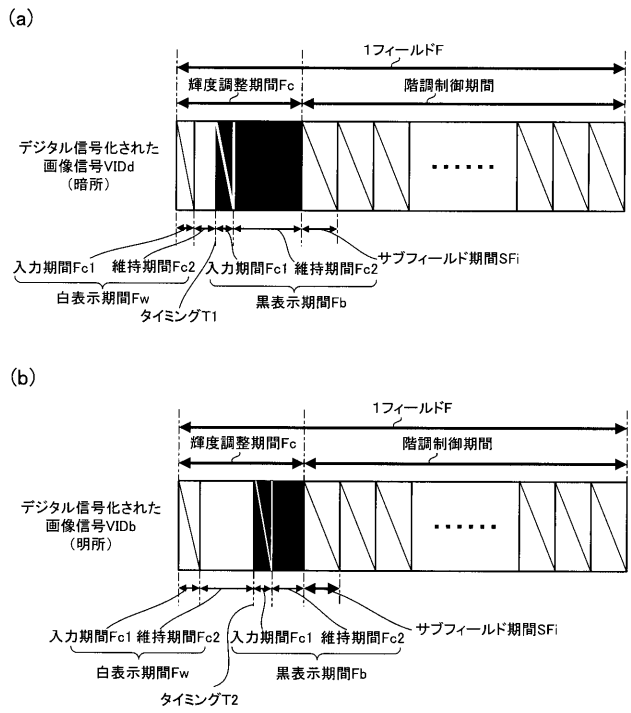 (a)
1フィールドF
輝度調整期間Fc
階調制御期間
デジタル信号化された
画像信号VIDd
(暗所)
サブフィールド期間SFi
入力期間Fc1 維持期間Fc2
入力期間Fc1 維持期間Fc2
白表示期間Fw
黒表示期間Fb
タイミングT1
(b)
1フィールドF
輝度調整期間Fc
階調制御期間
デジタル信号化された
画像信号VIDb
(明所)
サブフィールド期間SFi
入力期間Fc1 維持期間Fc2
入力期間Fc1 維持期間Fc2
白表示期間Fw
黒表示期間Fb
タイミングT2